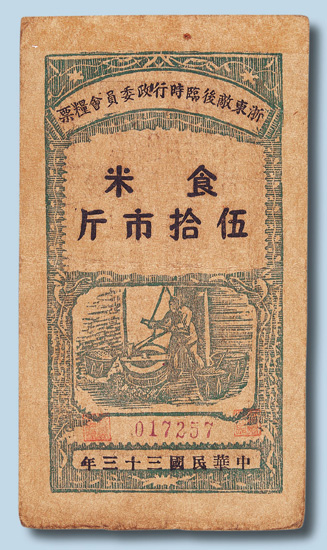 浙東敵後臨時行政委員會糧票
食米
伍拾市斤
017257
中華民國三十三年